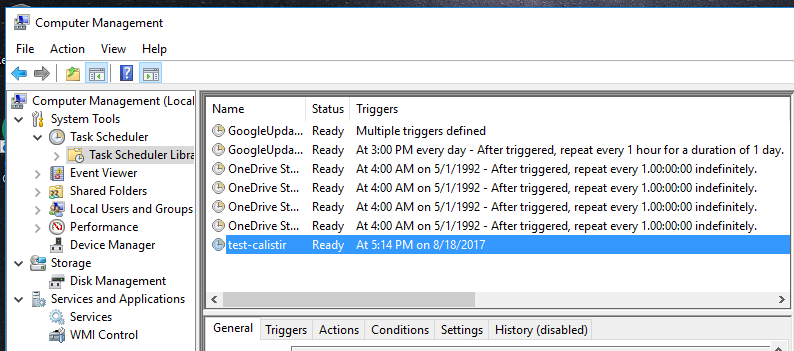 Computer Management
File Action View Help
Computer Management (Local
System Tools
Task Scheduler
Task Scheduler Libra
Event Viewer
Shared Folders
Local Users and Groups
Performance
Device Manager
Storage
Disk Management
Services and Applications
Services
WMI Control
Name Status Triggers
GoogleUpda... Ready Multiple triggers defined
GoogleUpda... Ready At 3:00 PM every day - After triggered, repeat every 1 hour for a duration of 1 day.
OneDrive St... Ready At 4:00 AM on 5/1/1992 - After triggered, repeat every 1.00:00:00 indefinitely.
OneDrive St... Ready At 4:00 AM on 5/1/1992 - After triggered, repeat every 1.00:00:00 indefinitely.
OneDrive St... Ready At 4:00 AM on 5/1/1992 - After triggered, repeat every 1.00:00:00 indefinitely.
OneDrive St... Ready At 4:00 AM on 5/1/1992 - After triggered, repeat every 1.00:00:00 indefinitely.
test-calistir Ready At 5:14 PM on 8/18/2017
General Triggers Actions Conditions Settings History (disabled)